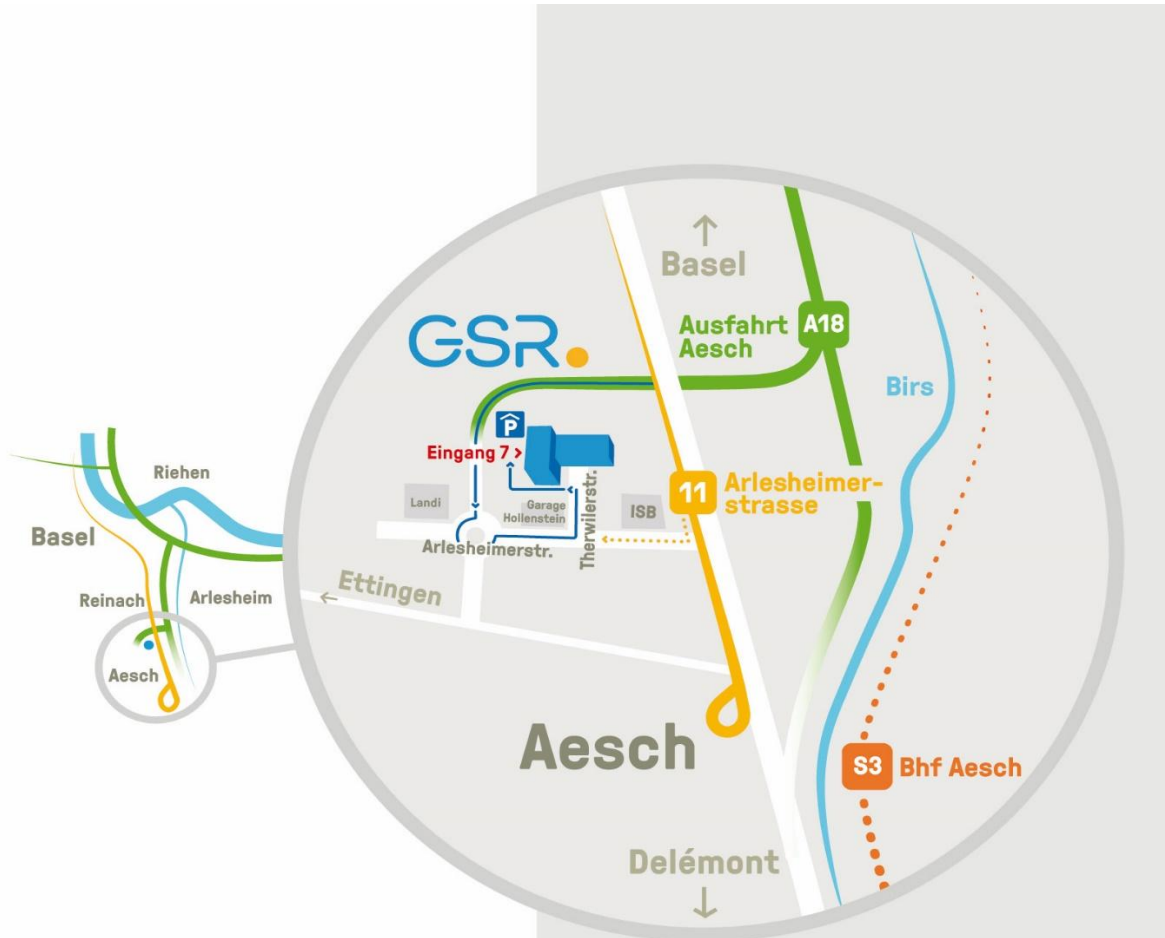 Basel
GSR.
Ausfahrt
Aesch
A18
Birs
P
Eingang 7 >
11
Arlesheimer-
strasse
Landi
Garage
Hollenstein
Therwilerstr.
ISB
Arlesheimerstr.
Ettingen
Aesch
S3 Bhf Aesch
Delémont
Riehen
Basel
Reinach
Arlesheim
Aesch